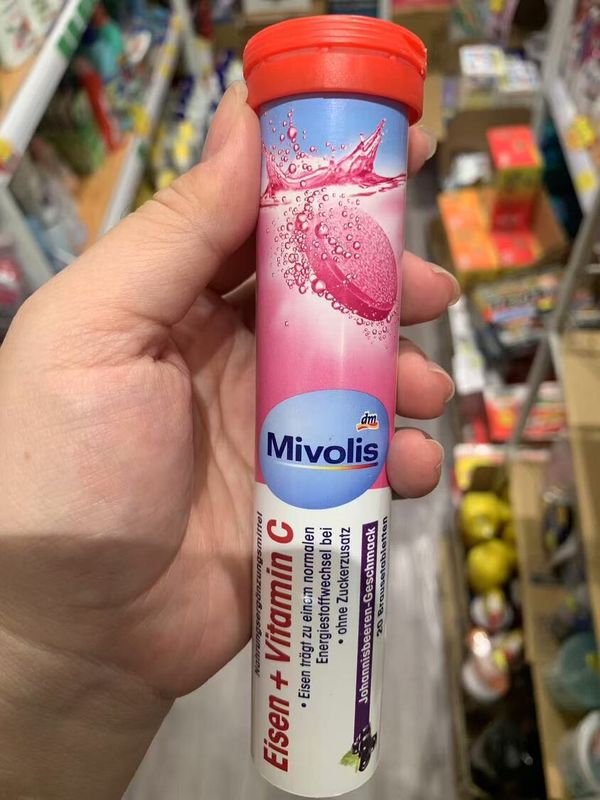 dm
Mivolis
Nahrungsergänzungsmittel
Eisen + Vitamin C
• Eisen trägt zu einem normalen
Energiestoffwechsel bei
• ohne Zuckerzusatz
Johannisbeeren-Geschmack
20 Brausetabletten